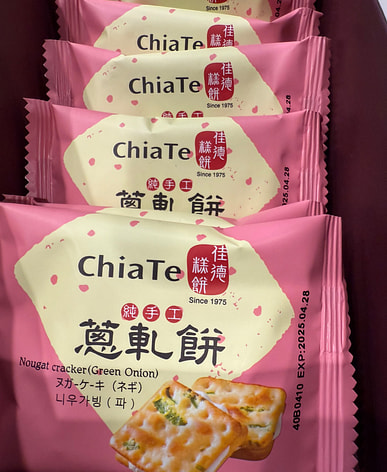 ChiaTe 佳德糕餅
ChiaTe 佳德糕餅
Since 1975
ChiaTe 佳德糕餅
Since 1975
純手工
蔥軋餅
2025.04.28
ChiaTe 佳德糕餅
Since 1975
純手工
蔥軋餅
Nougat cracker(Green Onion)
ヌガーケーキ（ネギ）
니우가빙 ( 파 )
40B0410 EXP:2025.04.28